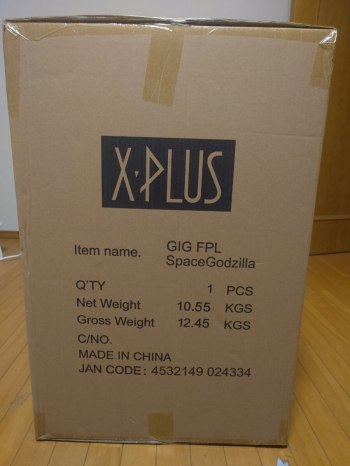 X·PLUS
Item name. GIG FPL
SpaceGodzilla
Q'TY 1 PCS
Net Weight 10.55 KGS
Gross Weight 12.45 KGS
C/NO.
MADE IN CHINA
JAN CODE: 4532149 024334